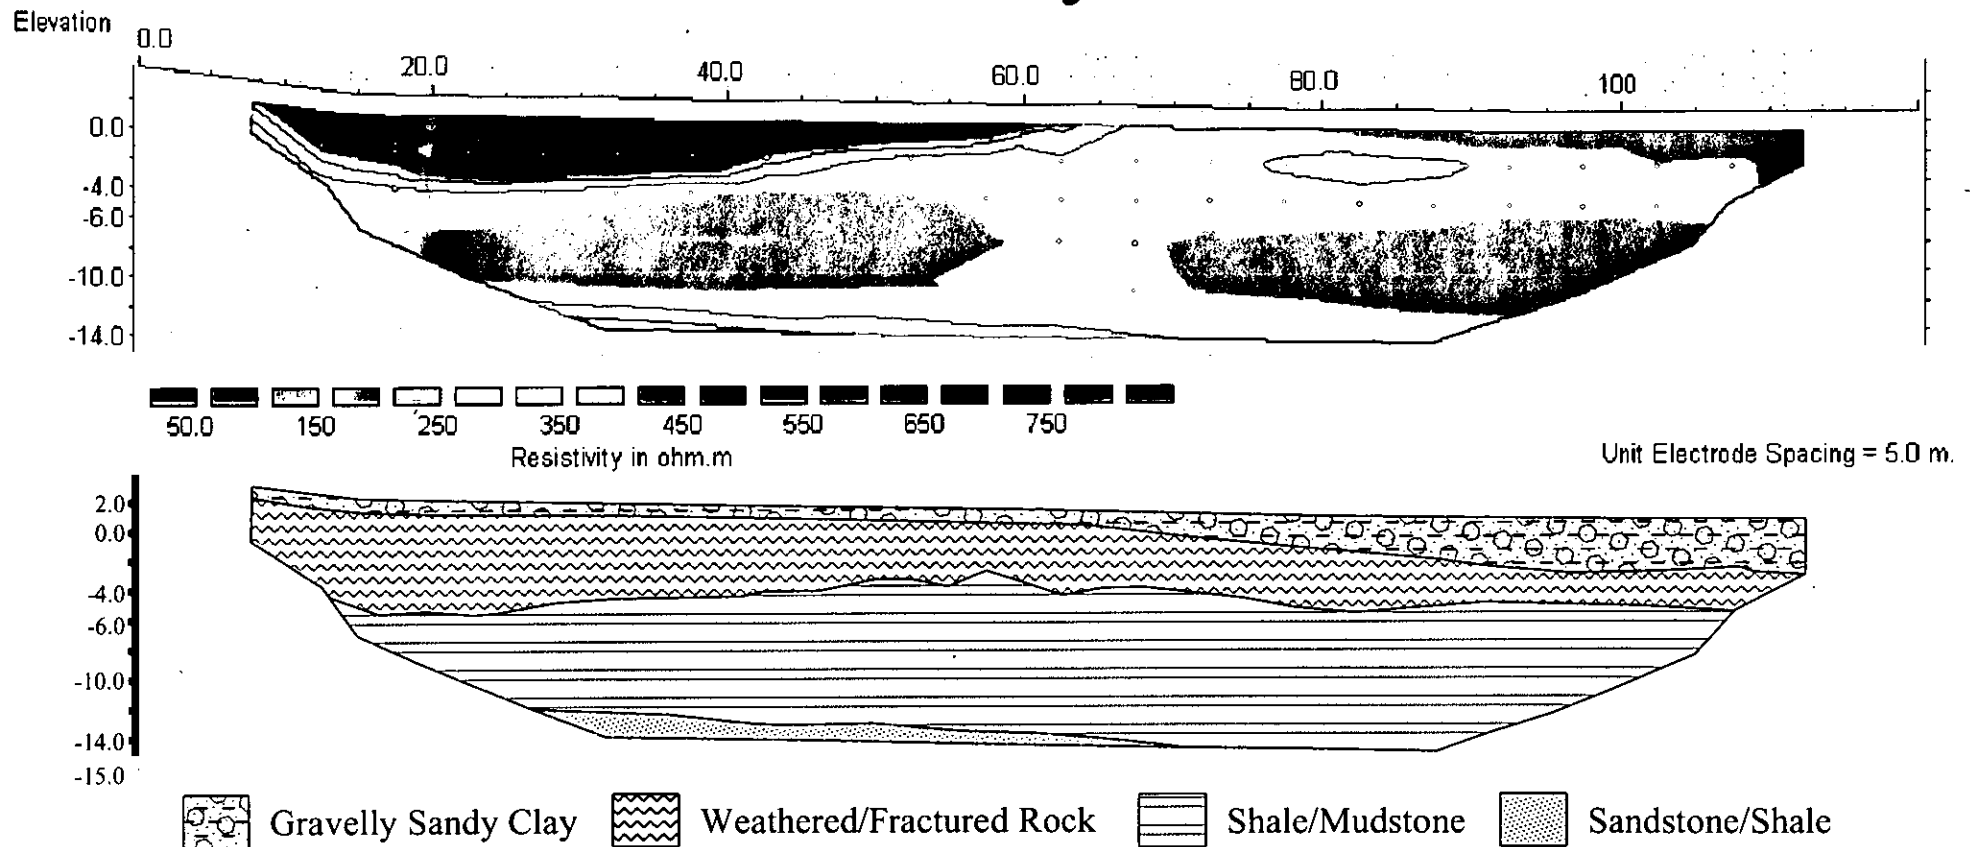 Elevation
0.0
20.0 40.0 60.0 80.0 100
0.0
-4.0
-6.0
-10.0
-14.0
50.0 150 250 350 450 550 650 750
Resistivity in ohm.m
Unit Electrode Spacing = 5.0 m.
2.0
0.0
-4.0
-6.0
-10.0
-14.0
-15.0
Gravelly Sandy Clay Weathered/Fractured Rock Shale/Mudstone Sandstone/Shale